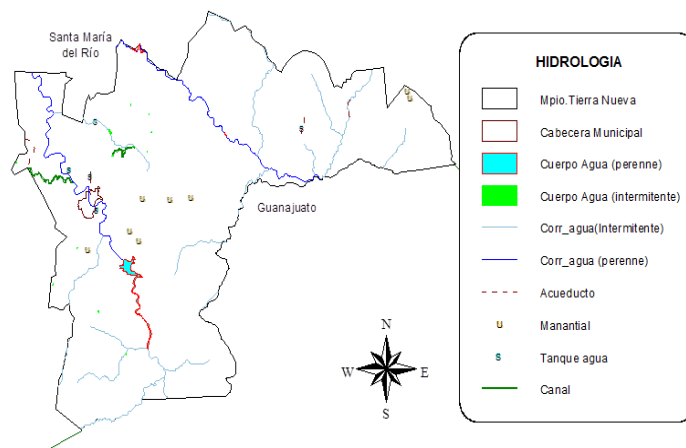 Santa María
del Río
Guanajuato
N
W
E
S
HIDROLOGIA
Mpio.Tierra Nueva
Cabecera Municipal
Cuerpo Agua (perenne)
Cuerpo Agua (intermitente)
Corr_agua(Intermitente)
Corr_agua (perenne)
Acueducto
Manantial
Tanque agua
Canal